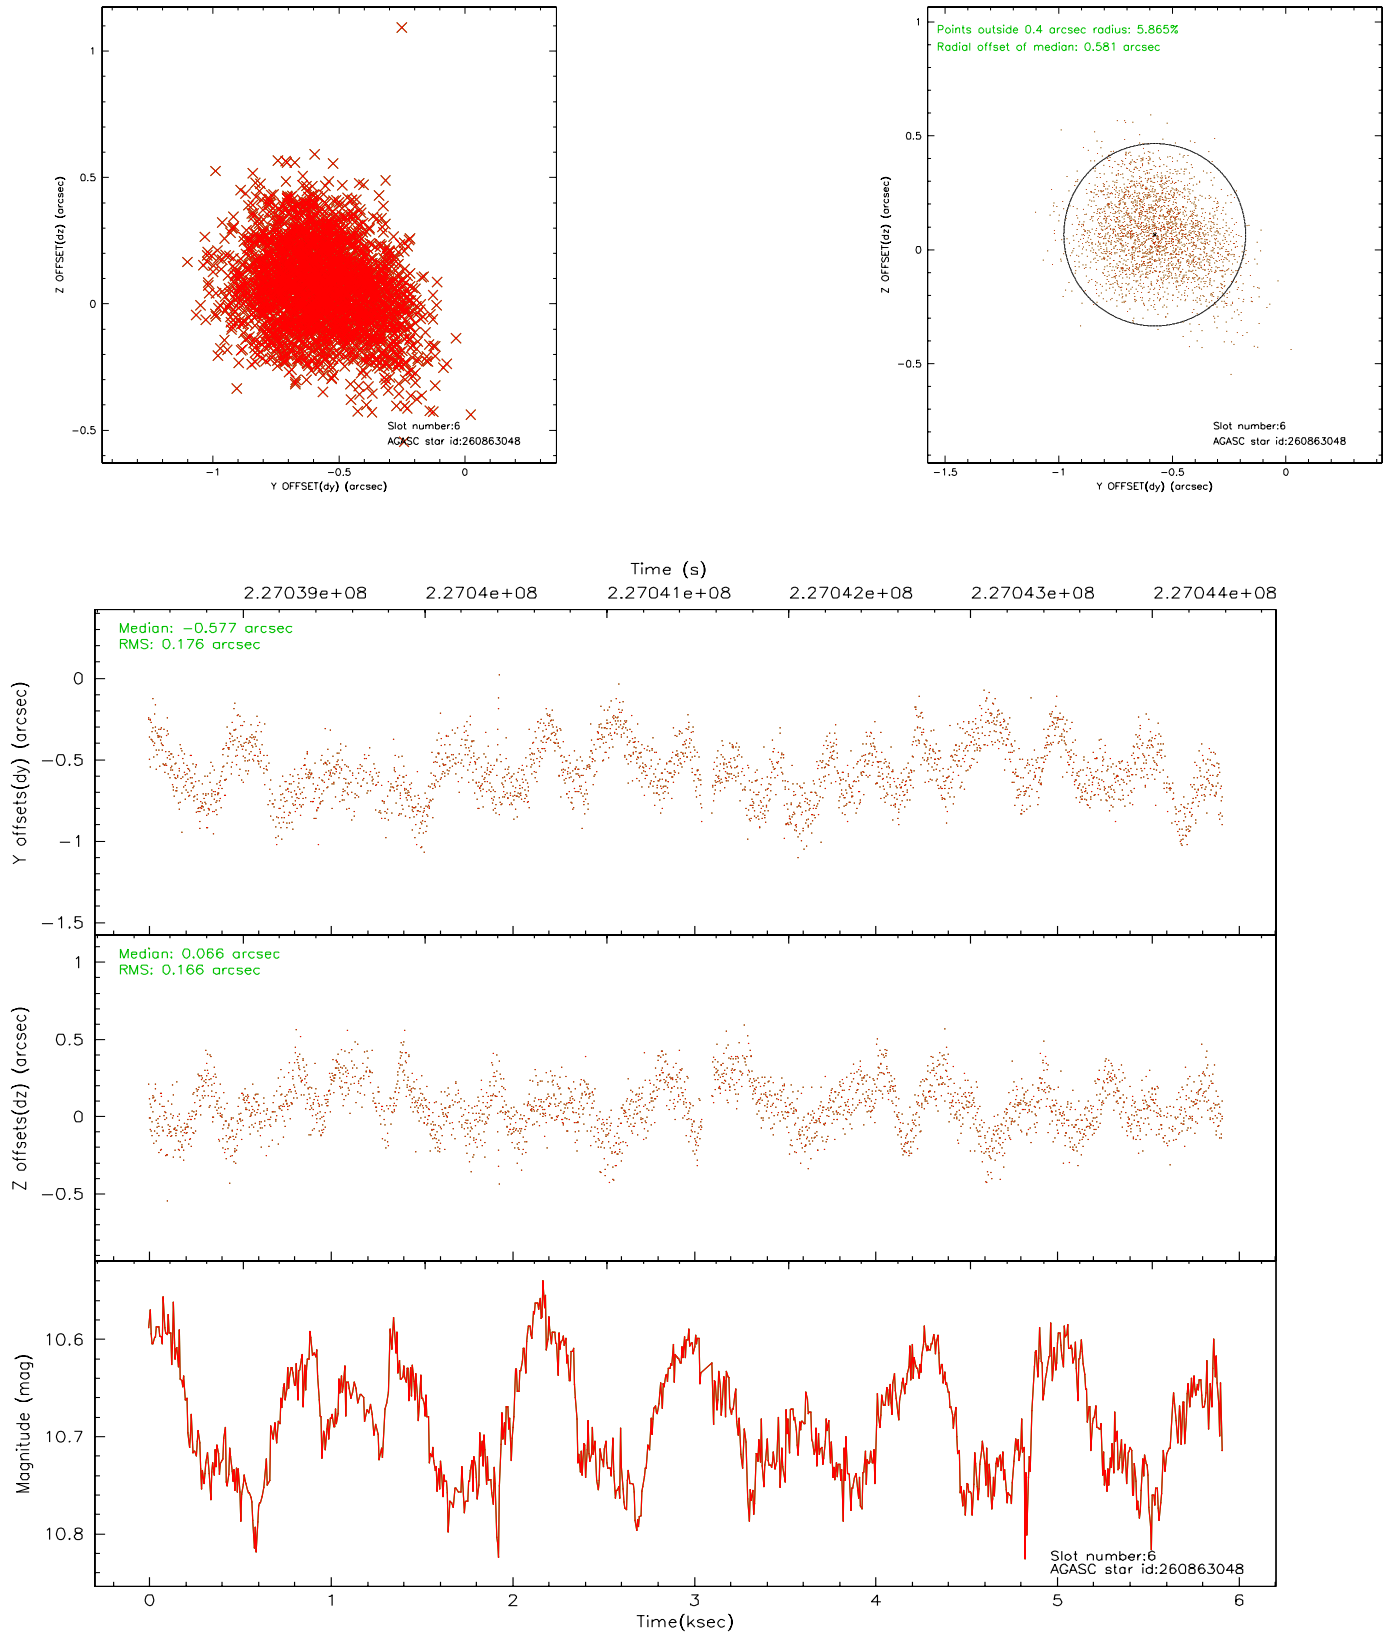 1
0.5
0
−0.5
Z OFFSET(dz) (arcsec)
Slot number:6
AGASC star id:260863048
−1
−0.5
0
Y OFFSET(dy) (arcsec)
Points outside 0.4 arcsec radius: 5.865%
Radial offset of median: 0.581 arcsec
1
0.5
0
−0.5
Z OFFSET(dz) (arcsec)
Slot number:6
AGASC star id:260863048
−1.5
−1
−0.5
0
Y OFFSET(dy) (arcsec)
Time (s)
2.27039e+08
2.2704e+08
2.27041e+08
2.27042e+08
2.27043e+08
2.27044e+08
Median: −0.577 arcsec
RMS: 0.176 arcsec
0
−0.5
−1
−1.5
Y offsets(dy) (arcsec)
Median: 0.066 arcsec
RMS: 0.166 arcsec
1
0.5
0
−0.5
Z offsets(dz) (arcsec)
10.6
10.7
10.8
Magnitude (mag)
Slot number:6
AGASC star id:260863048
0
1
2
3
4
5
6
Time(ksec)